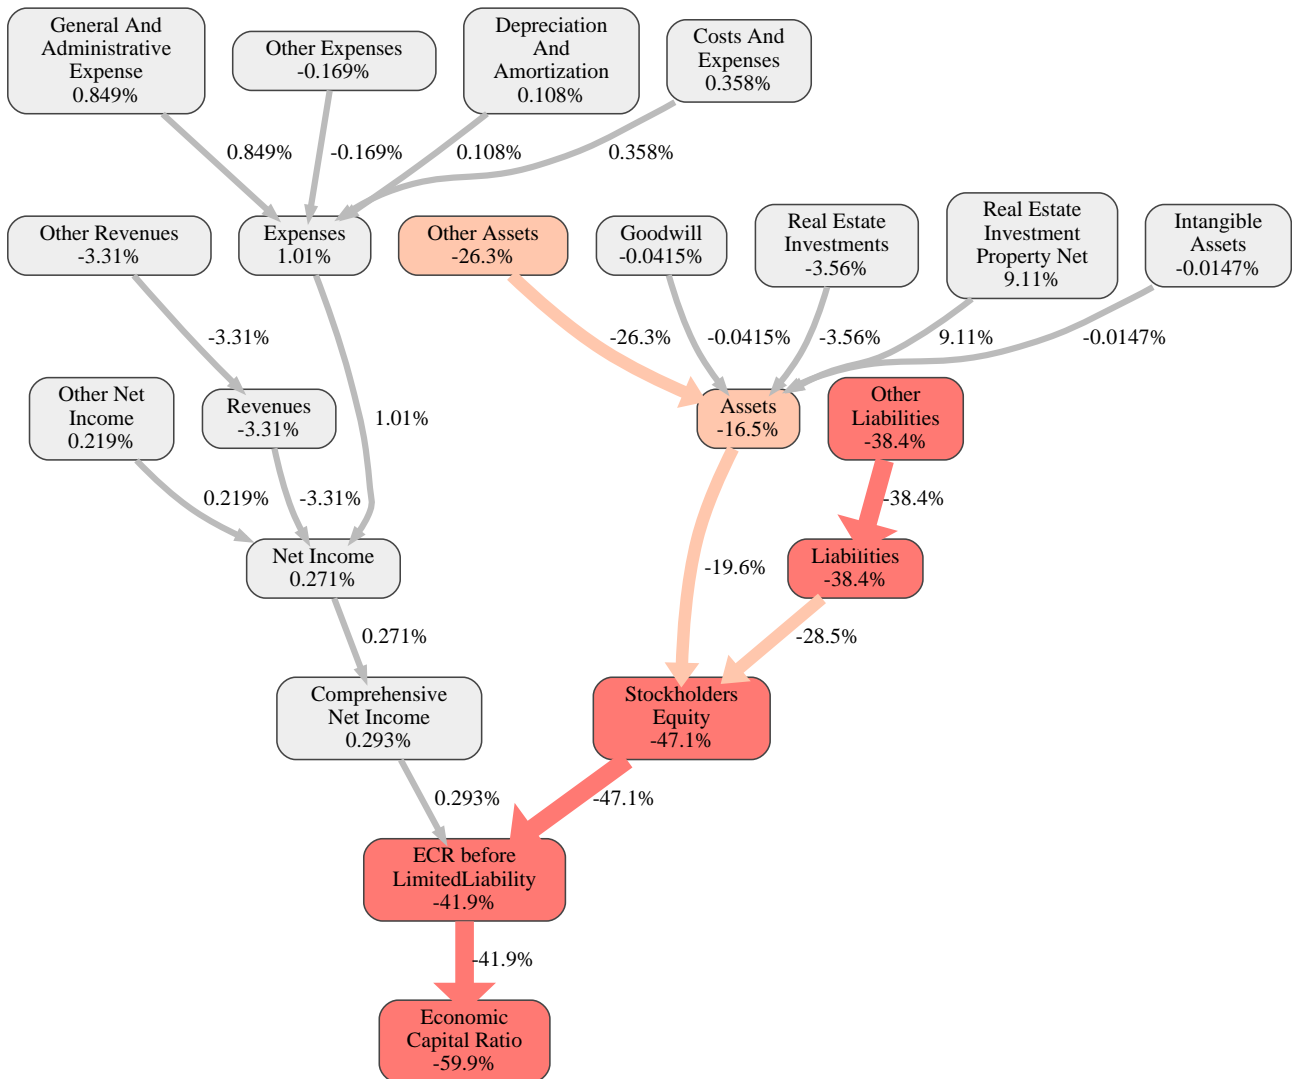 General And
Administrative
Expense
0.849%
Other Expenses
-0.169%
Depreciation
And
Amortization
0.108%
Costs And
Expenses
0.358%
0.849%
-0.169%
0.108%
0.358%
Other Revenues
-3.31%
Expenses
1.01%
Other Assets
-26.3%
Goodwill
-0.0415%
Real Estate
Investments
-3.56%
Real Estate
Investment
Property Net
9.11%
Intangible
Assets
-0.0147%
-3.31%
-26.3%
-0.0415%
-3.56%
9.11%
-0.0147%
Other Net
Income
0.219%
Revenues
-3.31%
1.01%
Assets
-16.5%
Other
Liabilities
-38.4%
0.219%
-3.31%
-38.4%
Net Income
0.271%
-19.6%
Liabilities
-38.4%
0.271%
-28.5%
Comprehensive
Net Income
0.293%
Stockholders
Equity
-47.1%
0.293%
-47.1%
ECR before
LimitedLiability
-41.9%
-41.9%
Economic
Capital Ratio
-59.9%